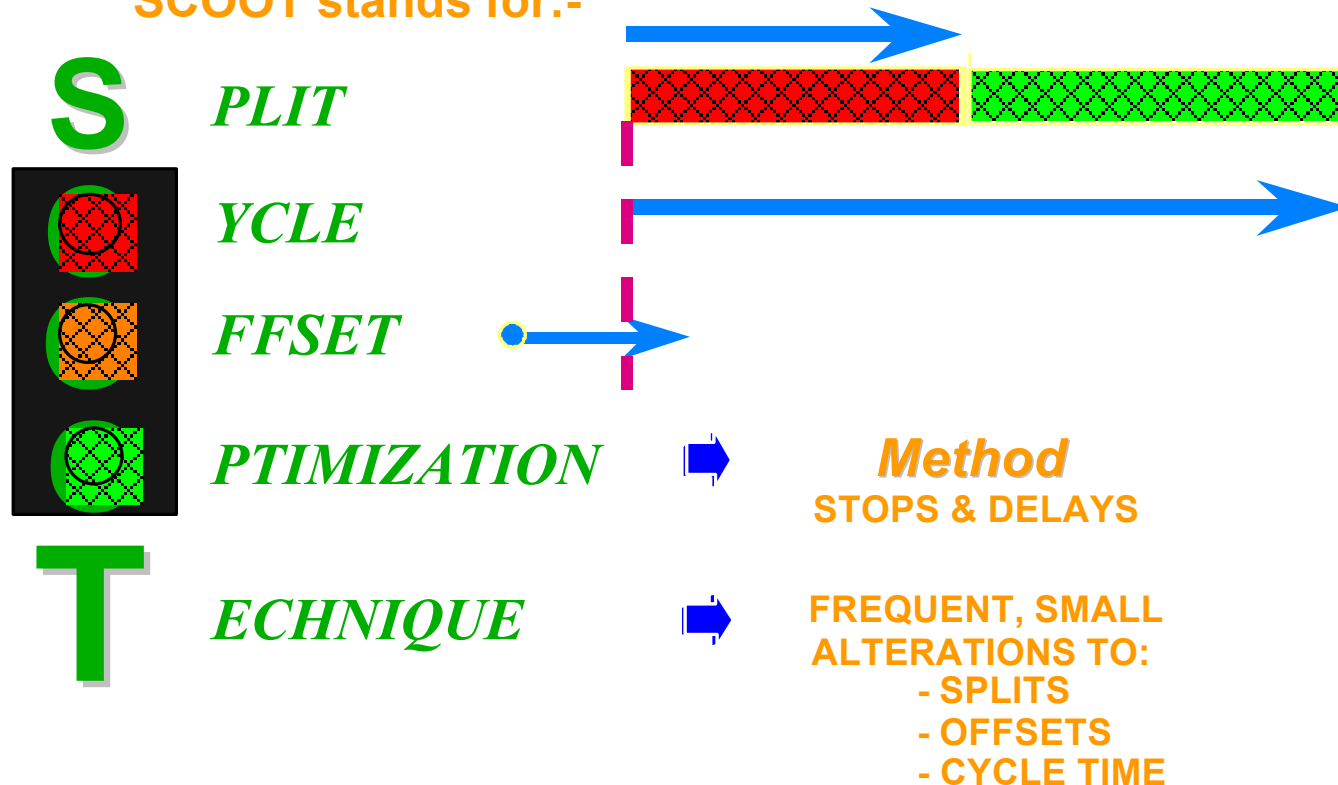 SCOOT stands for:-
S PLIT
C YCLE
O FFSET
O PTIMIZATION
Method
STOPS & DELAYS
T ECHNIQUE
FREQUENT, SMALL
ALTERATIONS TO:
- SPLITS
- OFFSETS
- CYCLE TIME